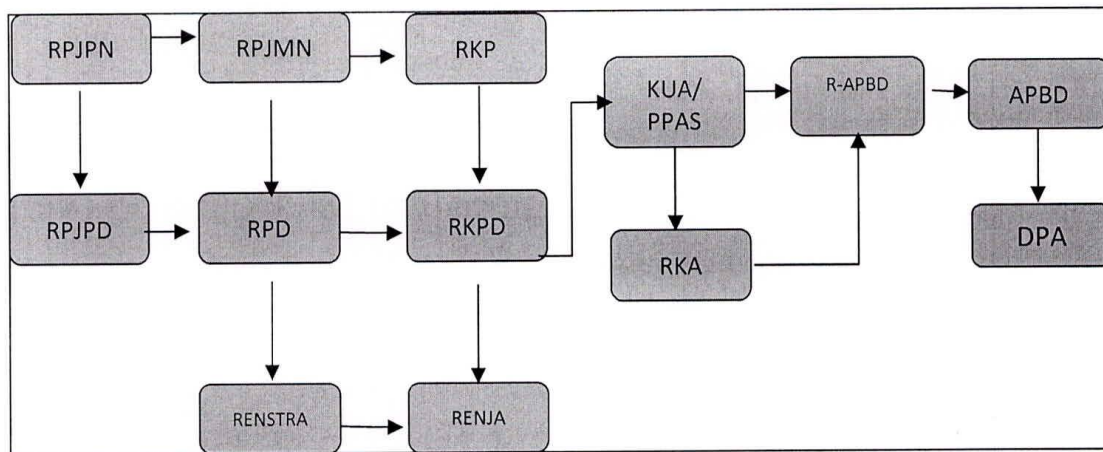 RPJPN
RPJMN
RKP
KUA/
PPAS
R-APBD
APBD
RPJPD
RPD
RKPD
RKA
DPA
RENSTRA
RENJA